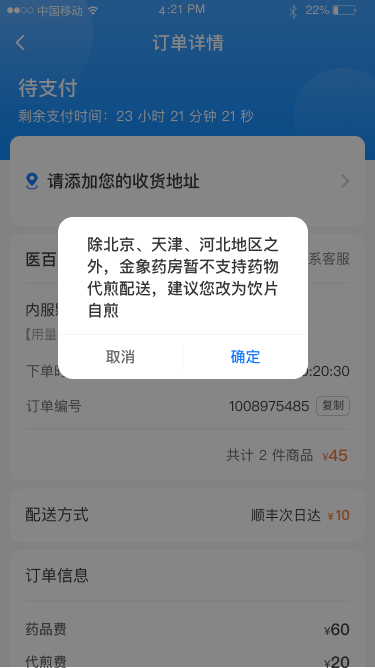 中国移动
4:21 PM
22%
订单详情
待支付
剩余支付时间：23 小时 21 分钟 21 秒
请添加您的收货地址
医百
系客服
除北京、天津、河北地区之
外，金象药房暂不支持药物
代煎配送，建议您改为饮片
自煎
取消
确定
内服
【用量
下单
:20:30
订单编号
1008975485
复制
共计 2 件商品 ¥45
配送方式
顺丰次日达 ¥10
订单信息
药品费
¥60
代煎费
¥20